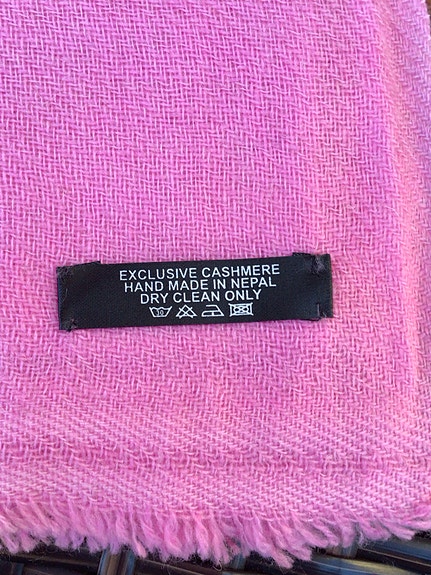 EXCLUSIVE CASHMERE
HAND MADE IN NEPAL
DRY CLEAN ONLY